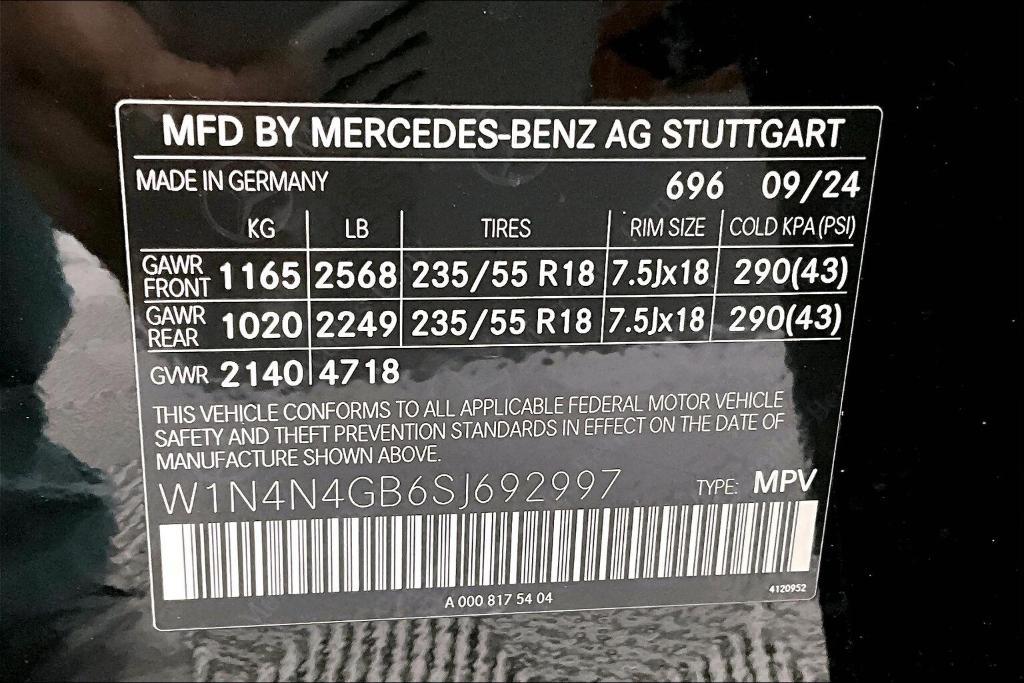 MFD BY MERCEDES-BENZ AG STUTTGART
MADE IN GERMANY 696 09/24
KG LB TIRES RIM SIZE COLD KPA (PSI)
GAWR FRONT 1165 2568 235/55 R18 7.5Jx18 290(43)
GAWR REAR 1020 2249 235/55 R18 7.5Jx18 290(43)
GVWR 2140 4718
THIS VEHICLE CONFORMS TO ALL APPLICABLE FEDERAL MOTOR VEHICLE
SAFETY AND THEFT PREVENTION STANDARDS IN EFFECT ON THE DATE OF
MANUFACTURE SHOWN ABOVE.
W1N4N4GB6SJ692997 TYPE: MPV
A 000 817 54 04 4120952